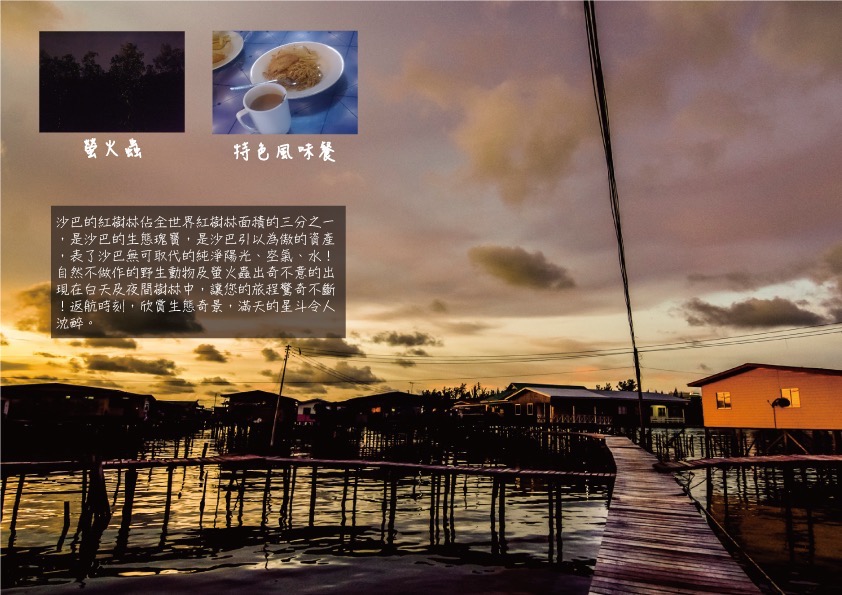 螢火蟲
特色風味餐
沙巴的紅樹林佔全世界紅樹林面積的三分之一
，是沙巴的生態瑰寶，是沙巴引以為傲的資產
，表了沙巴無可取代的純淨陽光、空氣、水！
自然不做作的野生動物及螢火蟲出奇不意的出
現在白天及夜間樹林中，讓您的旅程驚奇不斷
！返航時刻，欣賞生態奇景，滿天的星斗令人
沈醉。